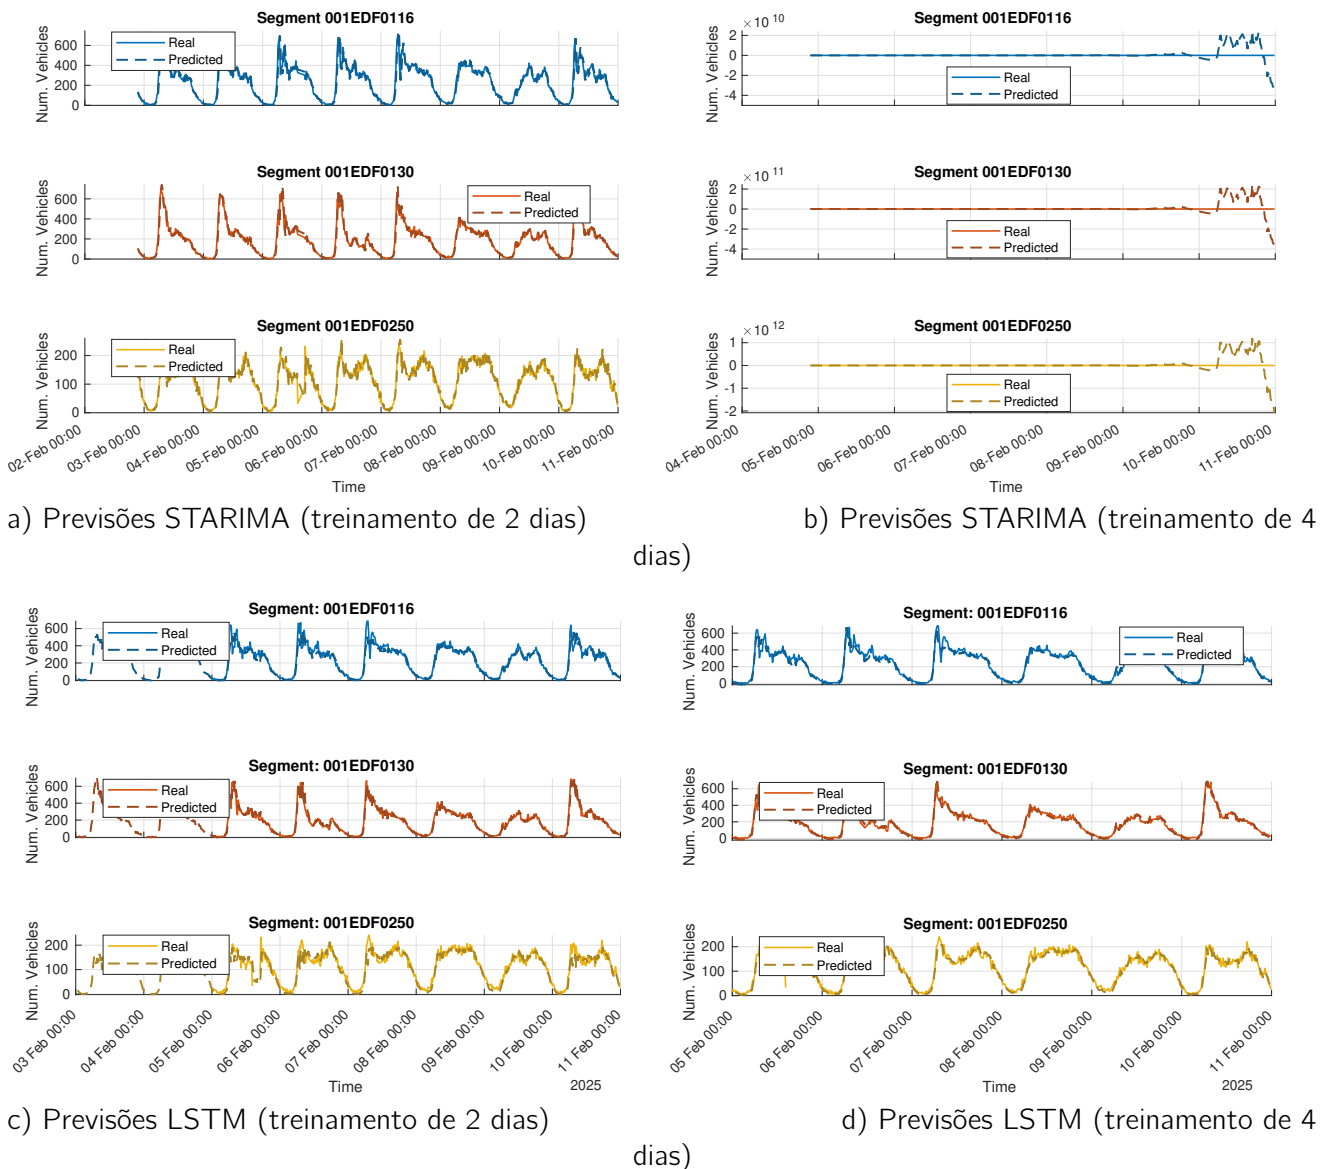 Segment 001EDF0116
Num. Vehicles
600
400
200
0
Real
Predicted
Segment 001EDF0130
Num. Vehicles
600
400
200
0
Real
Predicted
Segment 001EDF0250
Num. Vehicles
200
100
0
Real
Predicted
02-Feb 00:00
03-Feb 00:00
04-Feb 00:00
05-Feb 00:00
06-Feb 00:00
07-Feb 00:00
08-Feb 00:00
09-Feb 00:00
10-Feb 00:00
11-Feb 00:00
Time
Segment 001EDF0116
× 10 10
Num. Vehicles
2
0
-2
-4
Real
Predicted
Segment 001EDF0130
× 10 11
Num. Vehicles
2
0
-2
-4
Real
Predicted
Segment 001EDF0250
× 10 12
Num. Vehicles
1
0
-1
-2
Real
Predicted
04-Feb 00:00
05-Feb 00:00
06-Feb 00:00
07-Feb 00:00
08-Feb 00:00
09-Feb 00:00
10-Feb 00:00
11-Feb 00:00
Time
a) Previsões STARIMA (treinamento de 2 dias)
b) Previsões STARIMA (treinamento de 4
dias)
Segment: 001EDF0116
Num. Vehicles
600
400
200
0
Real
Predicted
Segment: 001EDF0130
Num. Vehicles
600
400
200
0
Real
Predicted
Segment: 001EDF0250
Num. Vehicles
200
100
0
Real
Predicted
03 Feb 00:00
04 Feb 00:00
05 Feb 00:00
06 Feb 00:00
07 Feb 00:00
08 Feb 00:00
09 Feb 00:00
10 Feb 00:00
11 Feb 00:00
Time
2025
Segment: 001EDF0116
Num. Vehicles
600
400
200
0
Real
Predicted
Segment: 001EDF0130
Num. Vehicles
600
400
200
0
Real
Predicted
Segment: 001EDF0250
Num. Vehicles
200
100
0
Real
Predicted
05 Feb 00:00
06 Feb 00:00
07 Feb 00:00
08 Feb 00:00
09 Feb 00:00
10 Feb 00:00
11 Feb 00:00
Time
2025
c) Previsões LSTM (treinamento de 2 dias)
d) Previsões LSTM (treinamento de 4
dias)